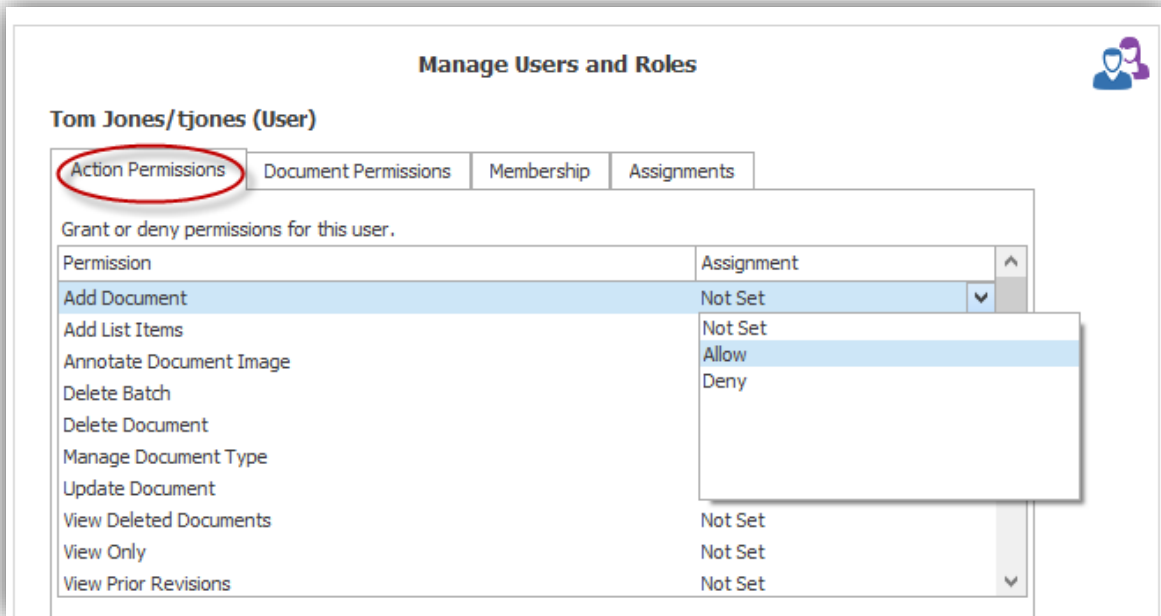 Manage Users and Roles
Tom Jones/tjones (User)
Action Permissions Document Permissions Membership Assignments
Grant or deny permissions for this user.
Permission Assignment
Add Document Not Set
Add List Items Not Set
Annotate Document Image Allow
Delete Batch Deny
Delete Document
Manage Document Type
Update Document
View Deleted Documents Not Set
View Only Not Set
View Prior Revisions Not Set